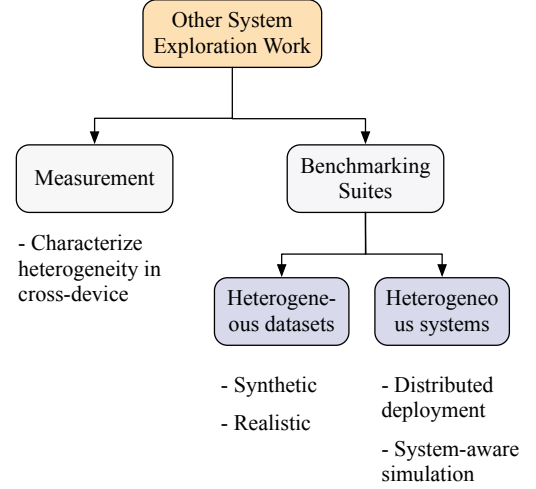 Other System
Exploration Work
Measurement
Benchmarking
Suites
- Characterize
heterogeneity in
cross-device
Heterogene-
ous datasets
Heterogeneo
us systems
- Synthetic
- Realistic
- Distributed
deployment
- System-aware
simulation